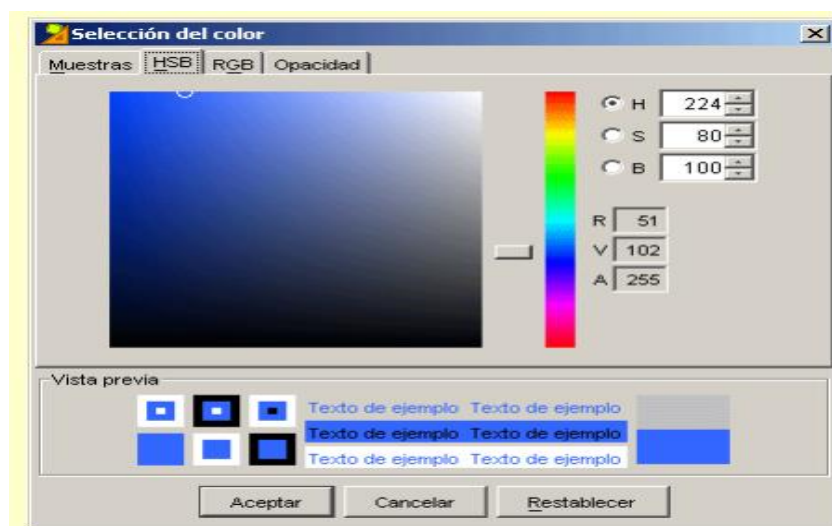 Selección del color
Muestras HSB RGB Opacidad
H 224
S 80
B 100
R 51
V 102
A 255
Vista previa
Texto de ejemplo Texto de ejemplo
Texto de ejemplo Texto de ejemplo
Texto de ejemplo Texto de ejemplo
Aceptar Cancelar Restablecer